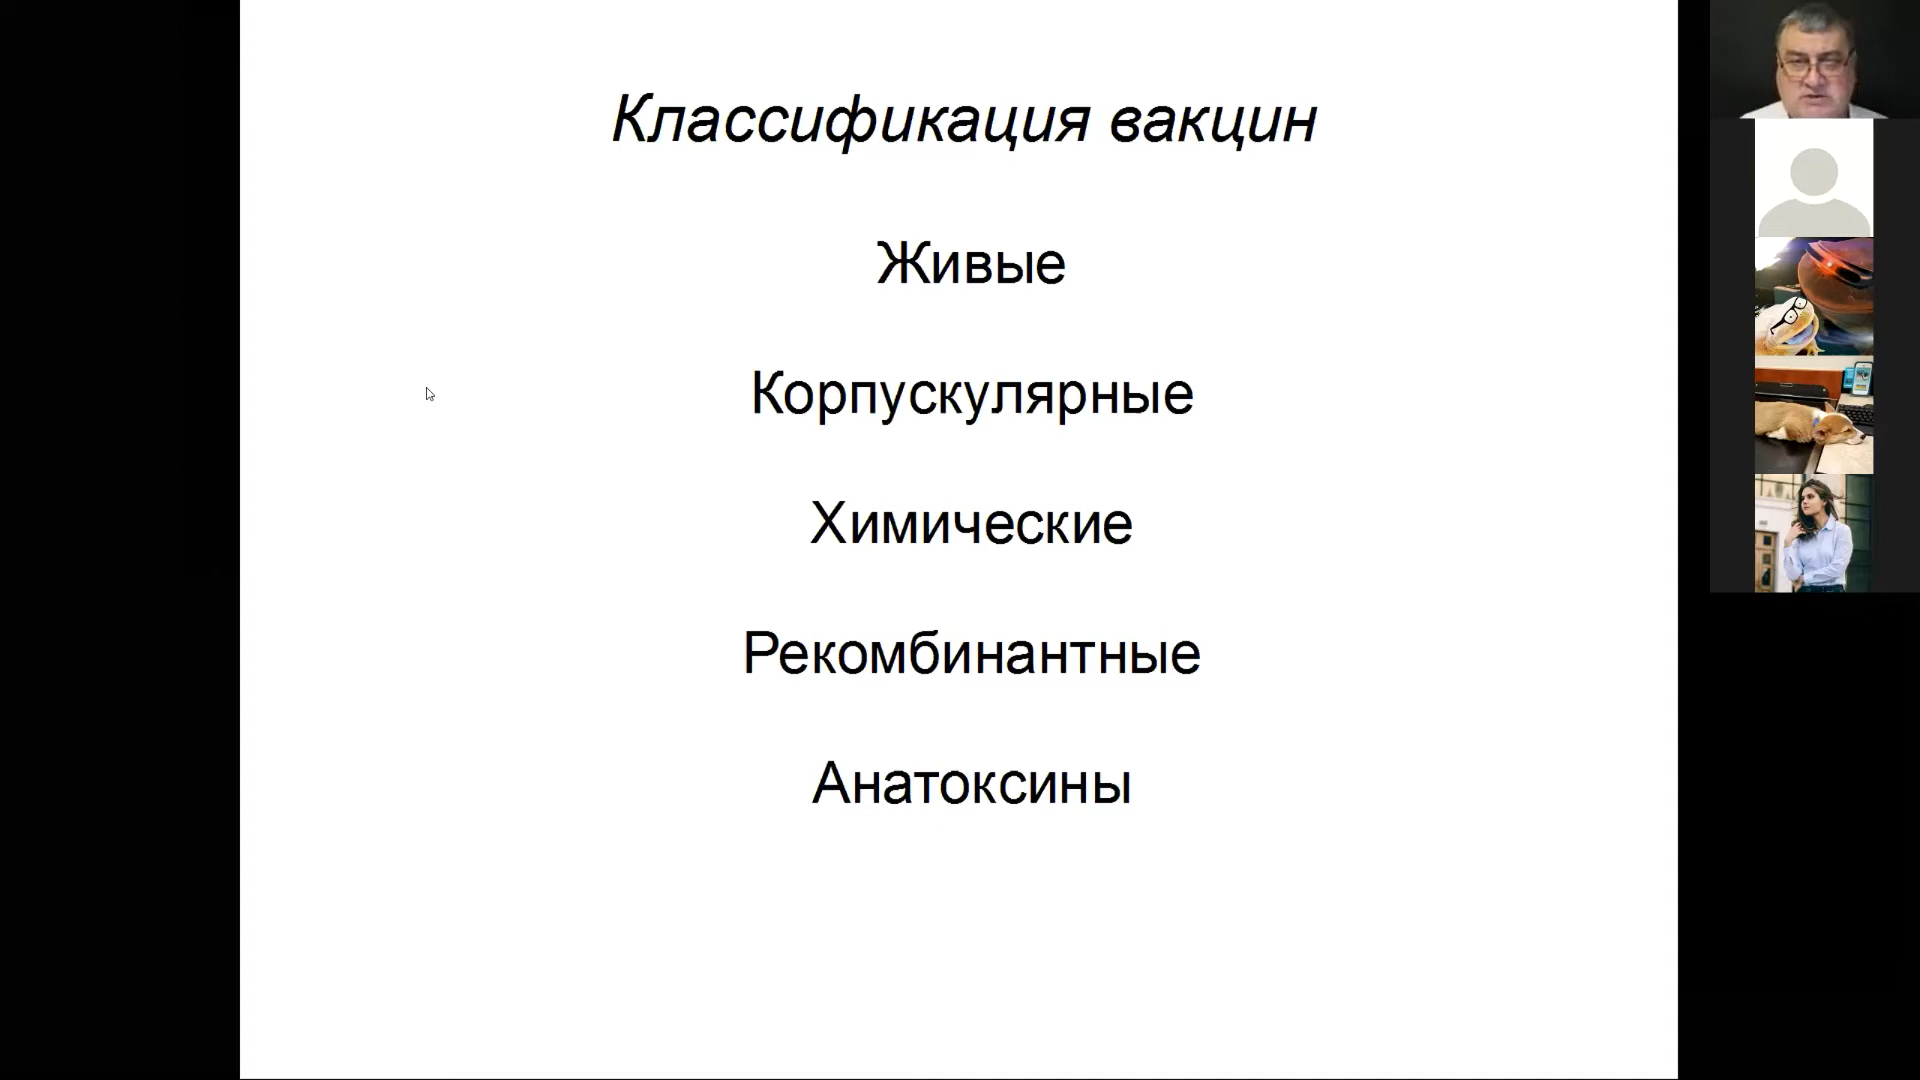 Классификация вакцин
Живые
Корпускулярные
Химические
Рекомбинантные
Анатоксины